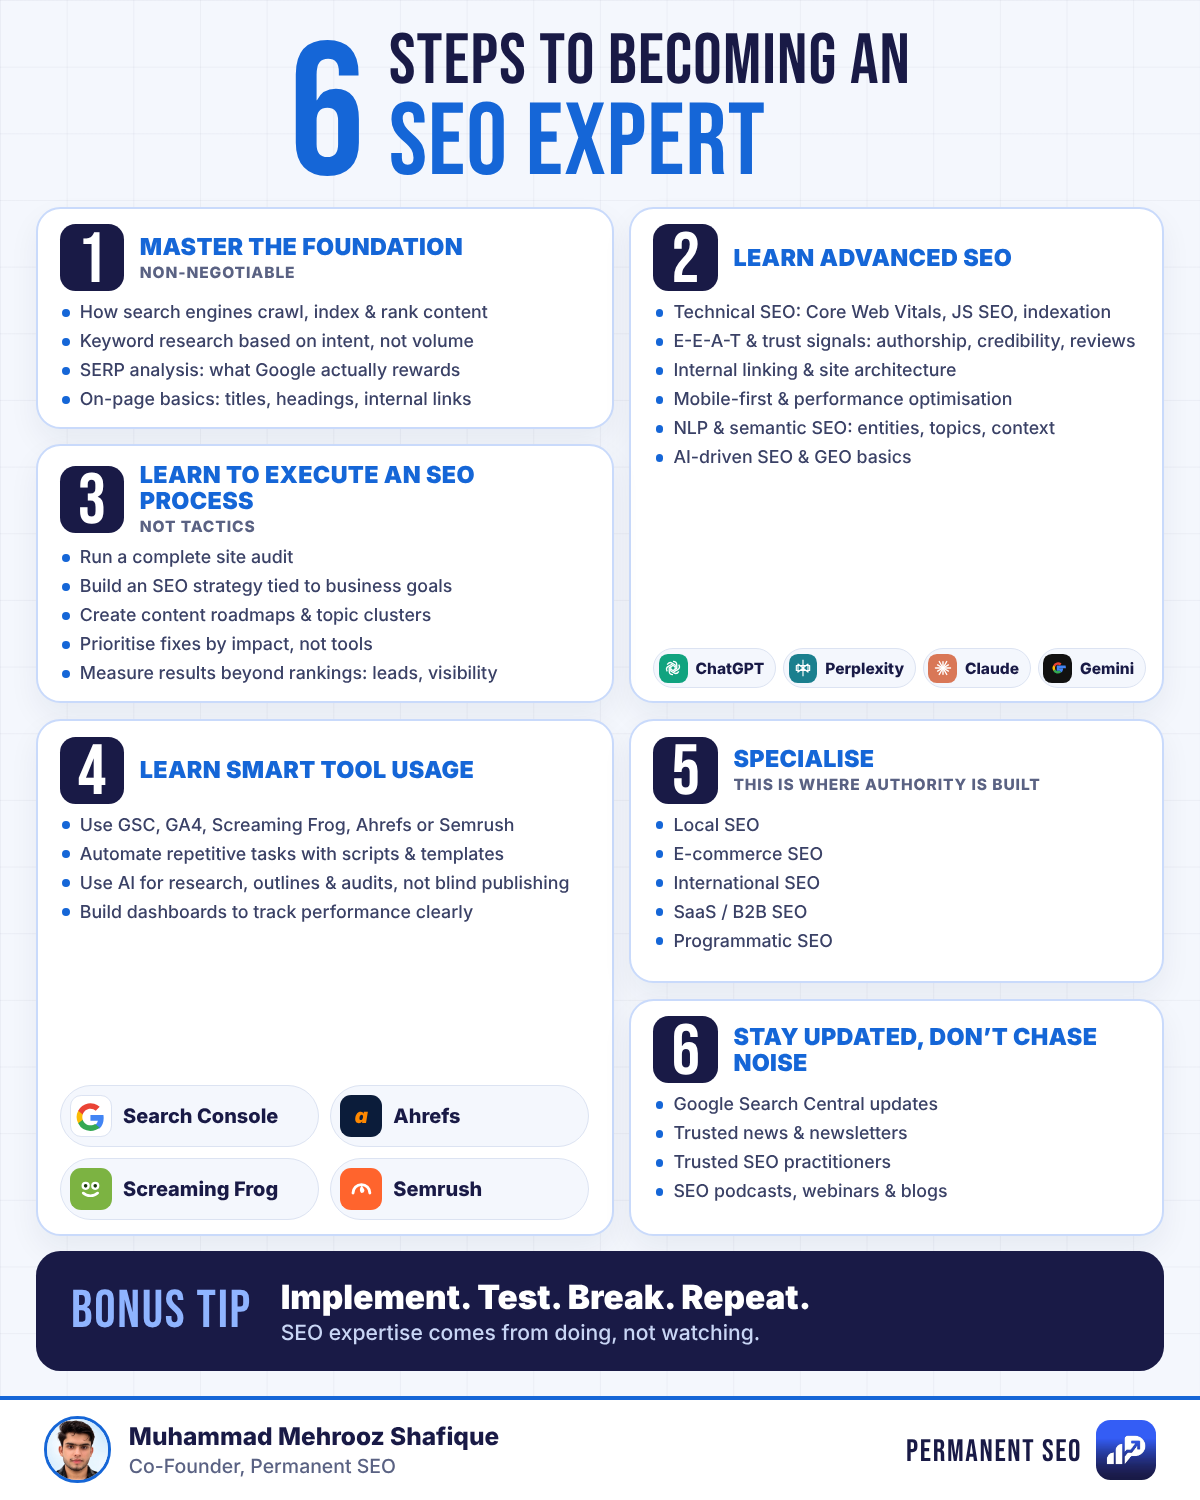 6
STEPS TO BECOMING AN
SEO EXPERT
1
MASTER THE FOUNDATION
NON-NEGOTIABLE
How search engines crawl, index & rank content
Keyword research based on intent, not volume
SERP analysis: what Google actually rewards
On-page basics: titles, headings, internal links
2
LEARN ADVANCED SEO
Technical SEO: Core Web Vitals, JS SEO, indexation
E-E-A-T & trust signals: authorship, credibility, reviews
Internal linking & site architecture
Mobile-first & performance optimisation
NLP & semantic SEO: entities, topics, context
AI-driven SEO & GEO basics
ChatGPT
Perplexity
Claude
Gemini
3
LEARN TO EXECUTE AN SEO
PROCESS
NOT TACTICS
Run a complete site audit
Build an SEO strategy tied to business goals
Create content roadmaps & topic clusters
Prioritise fixes by impact, not tools
Measure results beyond rankings: leads, visibility
4
LEARN SMART TOOL USAGE
Use GSC, GA4, Screaming Frog, Ahrefs or Semrush
Automate repetitive tasks with scripts & templates
Use AI for research, outlines & audits, not blind publishing
Build dashboards to track performance clearly
Search Console
a Ahrefs
Screaming Frog
Semrush
5
SPECIALISE
THIS IS WHERE AUTHORITY IS BUILT
Local SEO
E-commerce SEO
International SEO
SaaS / B2B SEO
Programmatic SEO
6
STAY UPDATED, DON’T CHASE
NOISE
Google Search Central updates
Trusted news & newsletters
Trusted SEO practitioners
SEO podcasts, webinars & blogs
BONUS TIP
Implement. Test. Break. Repeat.
SEO expertise comes from doing, not watching.
Muhammad Mehrooz Shafique
Co-Founder, Permanent SEO
PERMANENT SEO